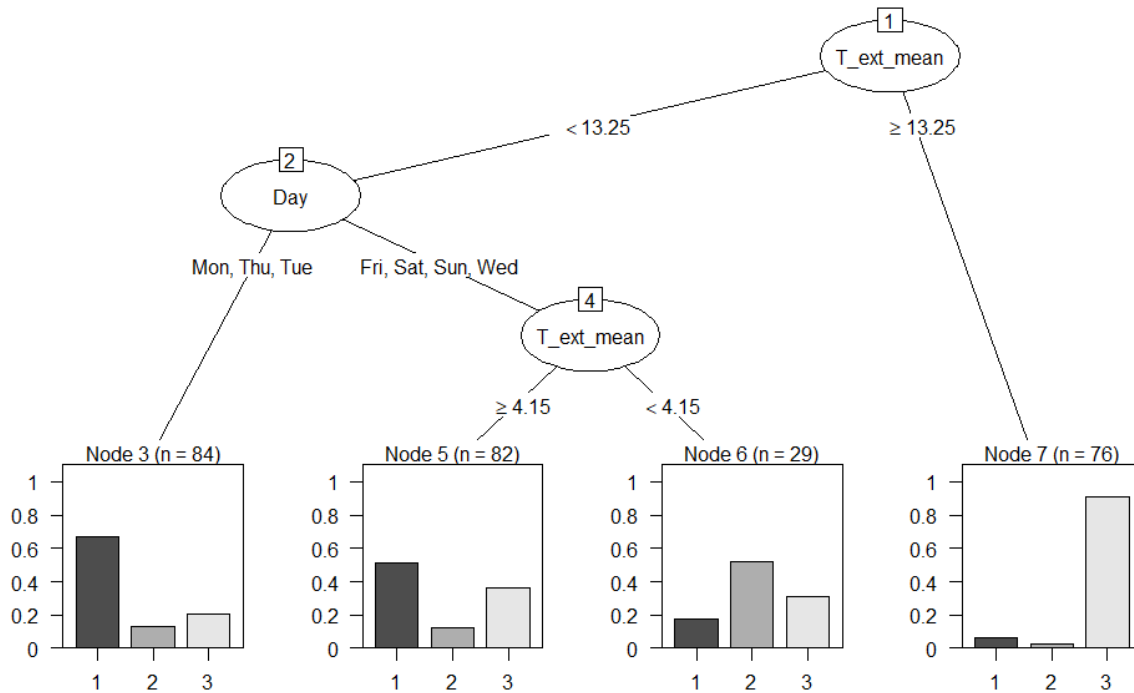 1
T_ext_mean
< 13.25
≥ 13.25
2
Day
Mon, Thu, Tue
Fri, Sat, Sun, Wed
4
T_ext_mean
≥ 4.15
< 4.15
Node 3 (n = 84)
1
0.8
0.6
0.4
0.2
0
1 2 3
Node 5 (n = 82)
1
0.8
0.6
0.4
0.2
0
1 2 3
Node 6 (n = 29)
1
0.8
0.6
0.4
0.2
0
1 2 3
Node 7 (n = 76)
1
0.8
0.6
0.4
0.2
0
1 2 3